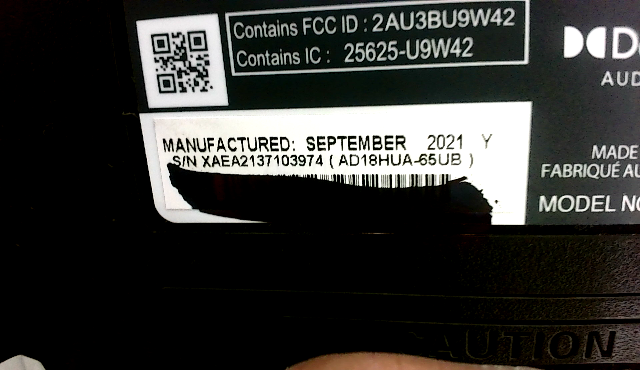 Contains FCC ID : 2AU3BU9W42
Contains IC : 25625-U9W42
AUD
MANUFACTURED: SEPTEMBER 2021 Y
S/N XAEA2137103974 ( AD18HUA-65UB )
MADE
FABRIQUÉ AU
MODEL NO
CAUTION